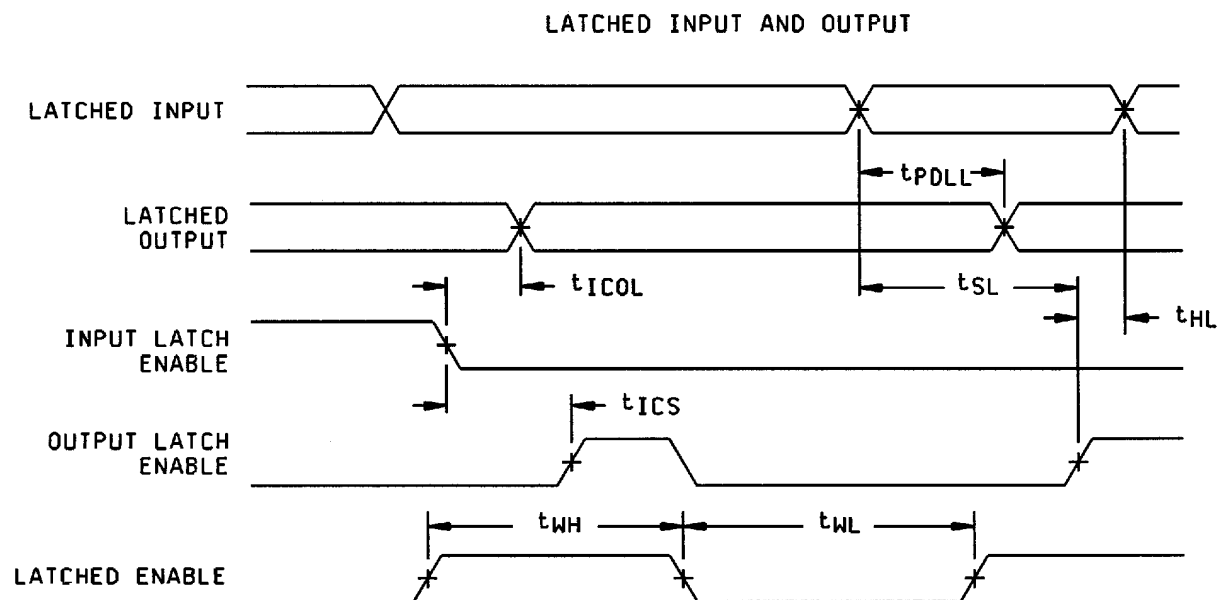 LATCHED INPUT AND OUTPUT
LATCHED INPUT
tPDLL
LATCHED
OUTPUT
tICOL
tSL
tHL
INPUT LATCH
ENABLE
tICS
OUTPUT LATCH
ENABLE
tWH
tWL
LATCHED ENABLE